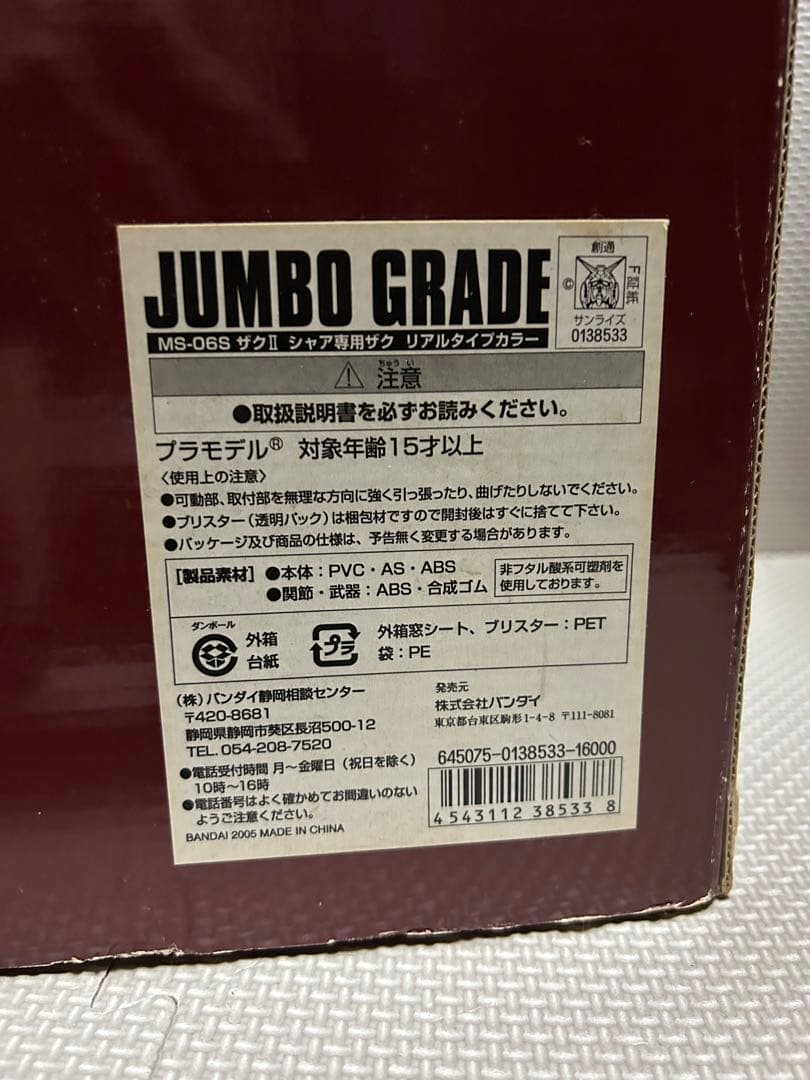 JUMBO GRADE
MS-06S ザクⅡ シャア専用ザク リアルタイプカラー
創通
©
F証紙
サンライズ
0138533
ちゅう い
注意
●取扱説明書を必ずお読みください。
プラモデル® 対象年齢15才以上
〈使用上の注意〉
●可動部、取付部を無理な方向に強く引っ張ったり、曲げたりしないでください。
●ブリスター（透明パック）は梱包材ですので開封後はすぐに捨てて下さい。
●パッケージ及び商品の仕様は、予告無く変更する場合があります。
［製品素材］ ●本体：PVC・AS・ABS
●関節・武器：ABS・合成ゴム
非フタル酸系可塑剤を
使用しております。
ダンボール
外箱
台紙
プラ
外箱窓シート、ブリスター：PET
袋：PE
（株）バンダイ静岡相談センター
〒420-8681
静岡県静岡市葵区長沼500-12
TEL. 054-208-7520
●電話受付時間 月～金曜日（祝日を除く）
10時～16時
●電話番号はよく確かめてお間違いのない
ようご注意ください。
BANDAI 2005 MADE IN CHINA
発売元
株式会社バンダイ
東京都台東区駒形1-4-8 〒111-8081
645075-0138533-16000
4 543112 385338